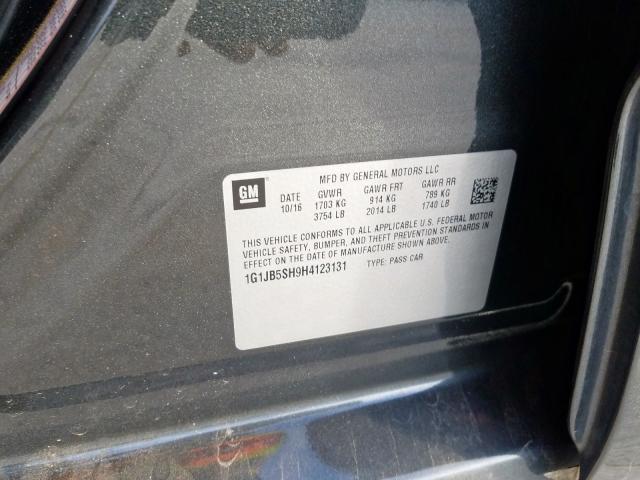 GM
MFD BY GENERAL MOTORS LLC
DATE GVWR GAWR FRT GAWR RR
10/16 1703 KG 914 KG 789 KG
3754 LB 2014 LB 1740 LB
THIS VEHICLE CONFORMS TO ALL APPLICABLE U.S. FEDERAL MOTOR
VEHICLE SAFETY, BUMPER, AND THEFT PREVENTION STANDARDS IN
EFFECT ON THE DATE OF MANUFACTURE SHOWN ABOVE.
1G1JB5SH9H4123131 TYPE: PASS CAR